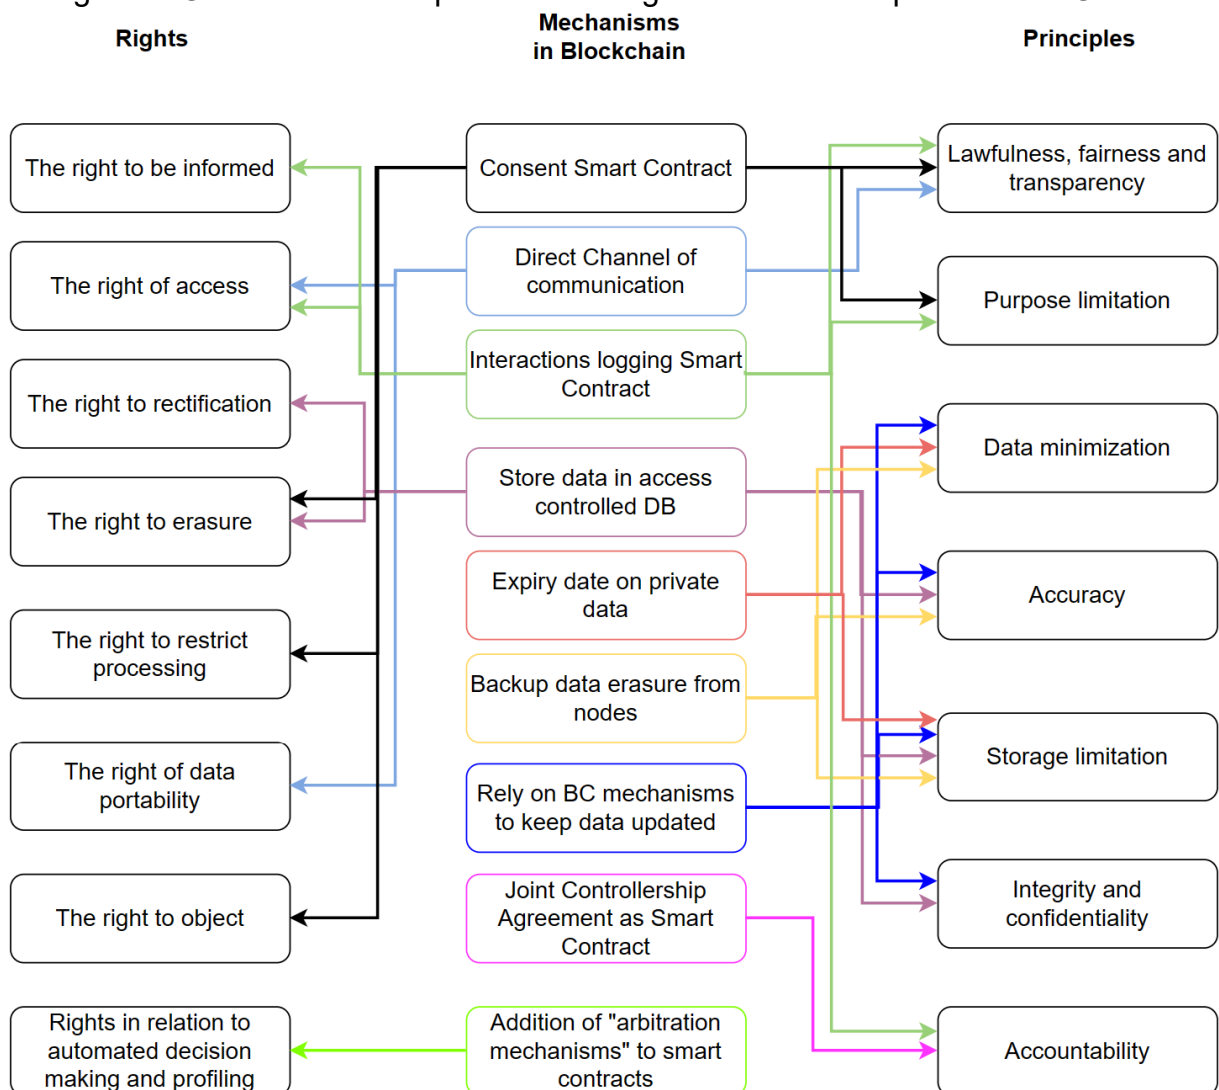 Rights
Mechanisms
in Blockchain
Principles
The right to be informed
Consent Smart Contract
Lawfulness, fairness and
transparency
The right of access
Direct Channel of
communication
Purpose limitation
Interactions logging Smart
Contract
The right to rectification
Data minimization
The right to erasure
Store data in access
controlled DB
Expiry date on private
data
Accuracy
The right to restrict
processing
Backup data erasure from
nodes
The right of data
portability
Storage limitation
Rely on BC mechanisms
to keep data updated
The right to object
Joint Controllership
Agreement as Smart
Contract
Integrity and
confidentiality
Rights in relation to
automated decision
making and profiling
Addition of "arbitration
mechanisms" to smart
contracts
Accountability